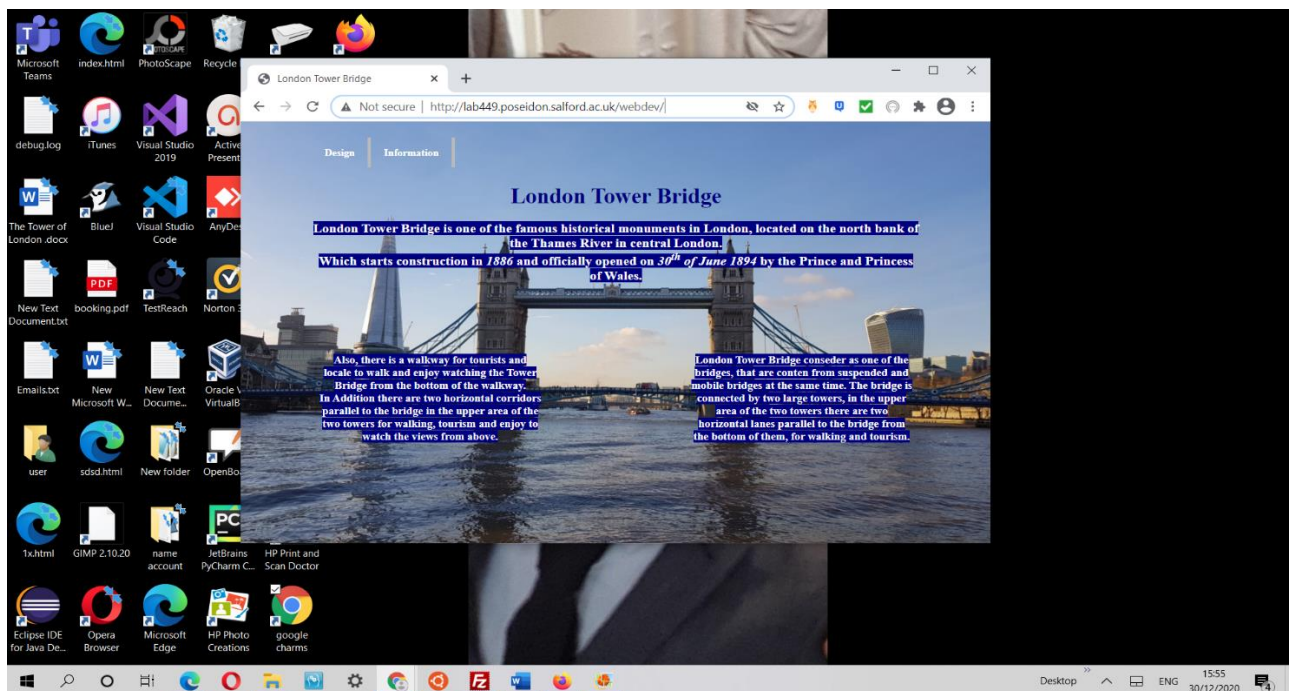 Microsoft Teams
index.html
PhotoScape
Recycle
debug.log
iTunes
Visual Studio 2019
Active Present
The Tower of London .docx
BlueJ
Visual Studio Code
AnyDes
New Text Document.txt
booking.pdf
TestReach
Norton
Emails.txt
New Microsoft W...
New Text Docume...
Oracle V VirtualB
user
sdsd.html
New folder
OpenBo
1x.html
GIMP 2.10.20
name account
JetBrains PyCharm C...
HP Print and Scan Doctor
Eclipse IDE for Java De...
Opera Browser
Microsoft Edge
HP Photo Creations
google charms
London Tower Bridge
Not secure | http://lab449.poseidon.salford.ac.uk/webdev/
Design
Information
London Tower Bridge
London Tower Bridge is one of the famous historical monuments in London, located on the north bank of
the Thames River in central London.
Which starts construction in 1886 and officially opened on 30th of June 1894 by the Prince and Princess
of Wales.
Also, there is a walkway for tourists and
locale to walk and enjoy watching the Tower
Bridge from the bottom of the walkway.
In Addition there are two horizontal corridors
parallel to the bridge in the upper area of the
two towers for walking, tourism and enjoy to
watch the views from above.
London Tower Bridge conseder as one of the
bridges, that are conten from suspended and
mobile bridges at the same time. The bridge is
connected by two large towers, in the upper
area of the two towers there are two
horizontal lanes parallel to the bridge from
the bottom of them, for walking and tourism.
Desktop
ENG
15:55
30/12/2020